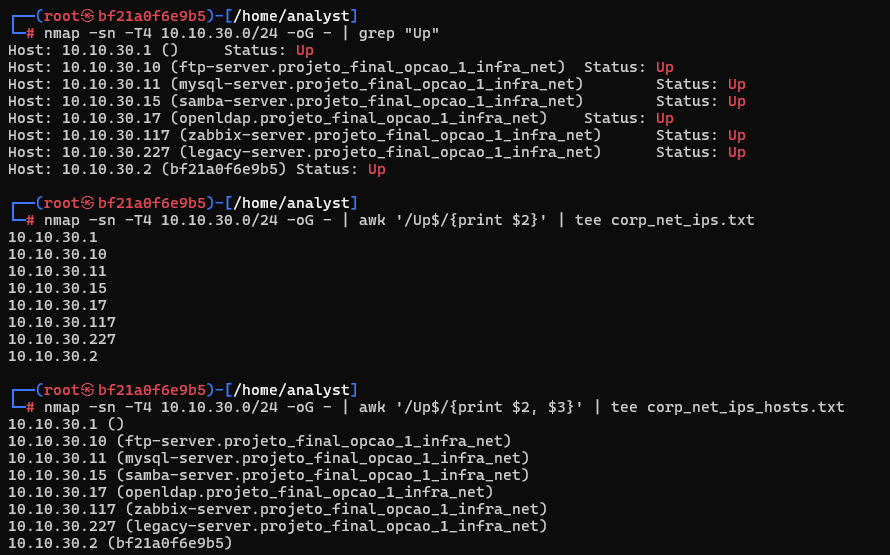 ┌──(root㉿bf21a0f6e9b5)-[/home/analyst]
└─# nmap -sn -T4 10.10.30.0/24 -oG - | grep "Up"
Host: 10.10.30.1 ()     Status: Up
Host: 10.10.30.10 (ftp-server.projeto_final_opcao_1_infra_net)  Status: Up
Host: 10.10.30.11 (mysql-server.projeto_final_opcao_1_infra_net)        Status: Up
Host: 10.10.30.15 (samba-server.projeto_final_opcao_1_infra_net)        Status: Up
Host: 10.10.30.17 (openldap.projeto_final_opcao_1_infra_net)    Status: Up
Host: 10.10.30.117 (zabbix-server.projeto_final_opcao_1_infra_net)      Status: Up
Host: 10.10.30.227 (legacy-server.projeto_final_opcao_1_infra_net)      Status: Up
Host: 10.10.30.2 (bf21a0f6e9b5) Status: Up
┌──(root㉿bf21a0f6e9b5)-[/home/analyst]
└─# nmap -sn -T4 10.10.30.0/24 -oG - | awk '/Up$/{print $2}' | tee corp_net_ips.txt
10.10.30.1
10.10.30.10
10.10.30.11
10.10.30.15
10.10.30.17
10.10.30.117
10.10.30.227
10.10.30.2
┌──(root㉿bf21a0f6e9b5)-[/home/analyst]
└─# nmap -sn -T4 10.10.30.0/24 -oG - | awk '/Up$/{print $2, $3}' | tee corp_net_ips_hosts.txt
10.10.30.1 ()
10.10.30.10 (ftp-server.projeto_final_opcao_1_infra_net)
10.10.30.11 (mysql-server.projeto_final_opcao_1_infra_net)
10.10.30.15 (samba-server.projeto_final_opcao_1_infra_net)
10.10.30.17 (openldap.projeto_final_opcao_1_infra_net)
10.10.30.117 (zabbix-server.projeto_final_opcao_1_infra_net)
10.10.30.227 (legacy-server.projeto_final_opcao_1_infra_net)
10.10.30.2 (bf21a0f6e9b5)